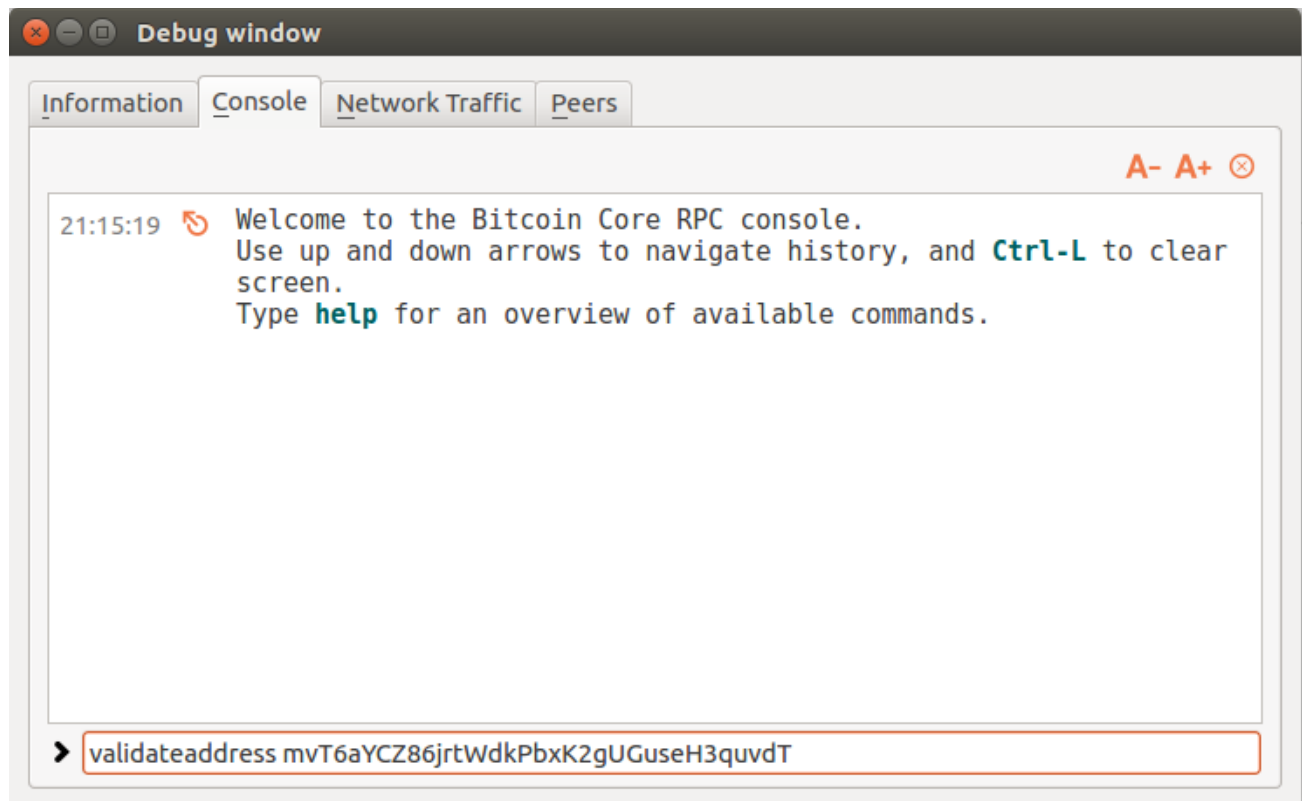 Debug window
Information Console Network Traffic Peers
A- A+
21:15:19 Welcome to the Bitcoin Core RPC console.
Use up and down arrows to navigate history, and Ctrl-L to clear
screen.
Type help for an overview of available commands.
validateaddress mvT6aYCZ86jrtWdkPbxK2gUGuseH3quvdT